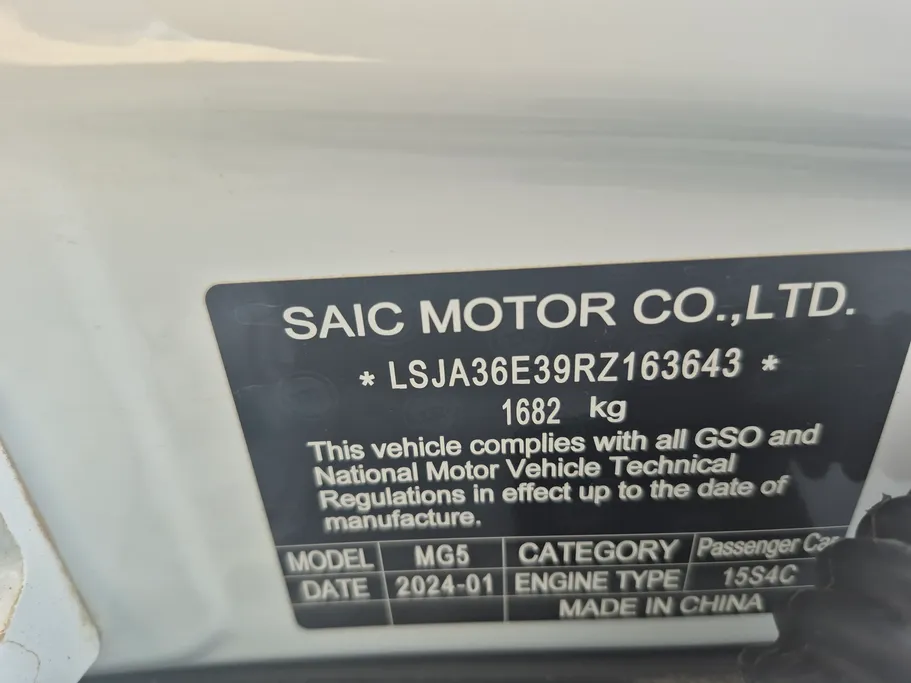 SAIC MOTOR CO.,LTD.
* LSJA36E39RZ163643 *
1682 kg
This vehicle complies with all GSO and
National Motor Vehicle Technical
Regulations in effect up to the date of
manufacture.
MODEL MG5 CATEGORY Passenger Car
DATE 2024-01 ENGINE TYPE 15S4C
MADE IN CHINA